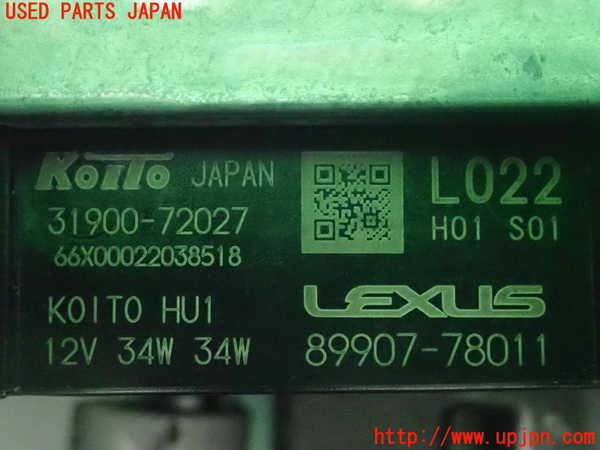 USED PARTS JAPAN
KOITO JAPAN
31900-72027
66X00022038518
L022
H01 S01
KOITO HU1
12V 34W 34W
LEXUS
89907-78011
http://www.upjpn.com/